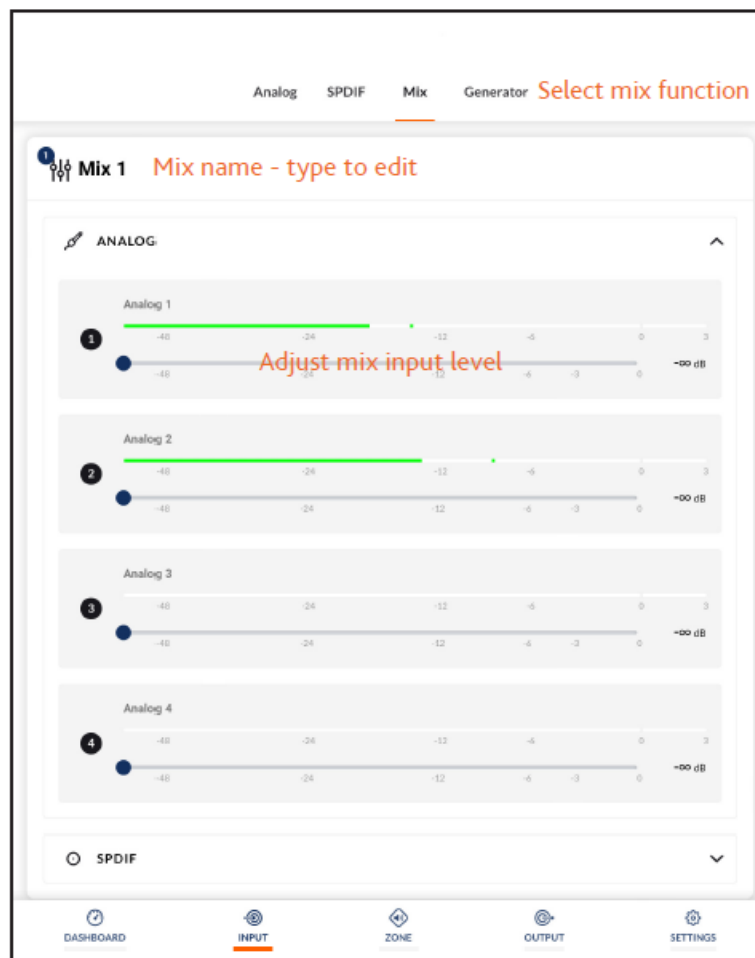 Analog SPDIF Mix Generator Select mix function
1 Mix 1 Mix name - type to edit
ANALOG
Analog 1
1
-48 -24 -12 -6 0 3
Adjust mix input level
-48 -24 -12 -6 -3 0 -∞ dB
Analog 2
2
-48 -24 -12 -6 0 3
-48 -24 -12 -6 -3 0 -∞ dB
Analog 3
3
-48 -24 -12 -6 0 3
-48 -24 -12 -6 -3 0 -∞ dB
Analog 4
4
-48 -24 -12 -6 0 3
-48 -24 -12 -6 -3 0 -∞ dB
SPDIF
DASHBOARD INPUT ZONE OUTPUT SETTINGS